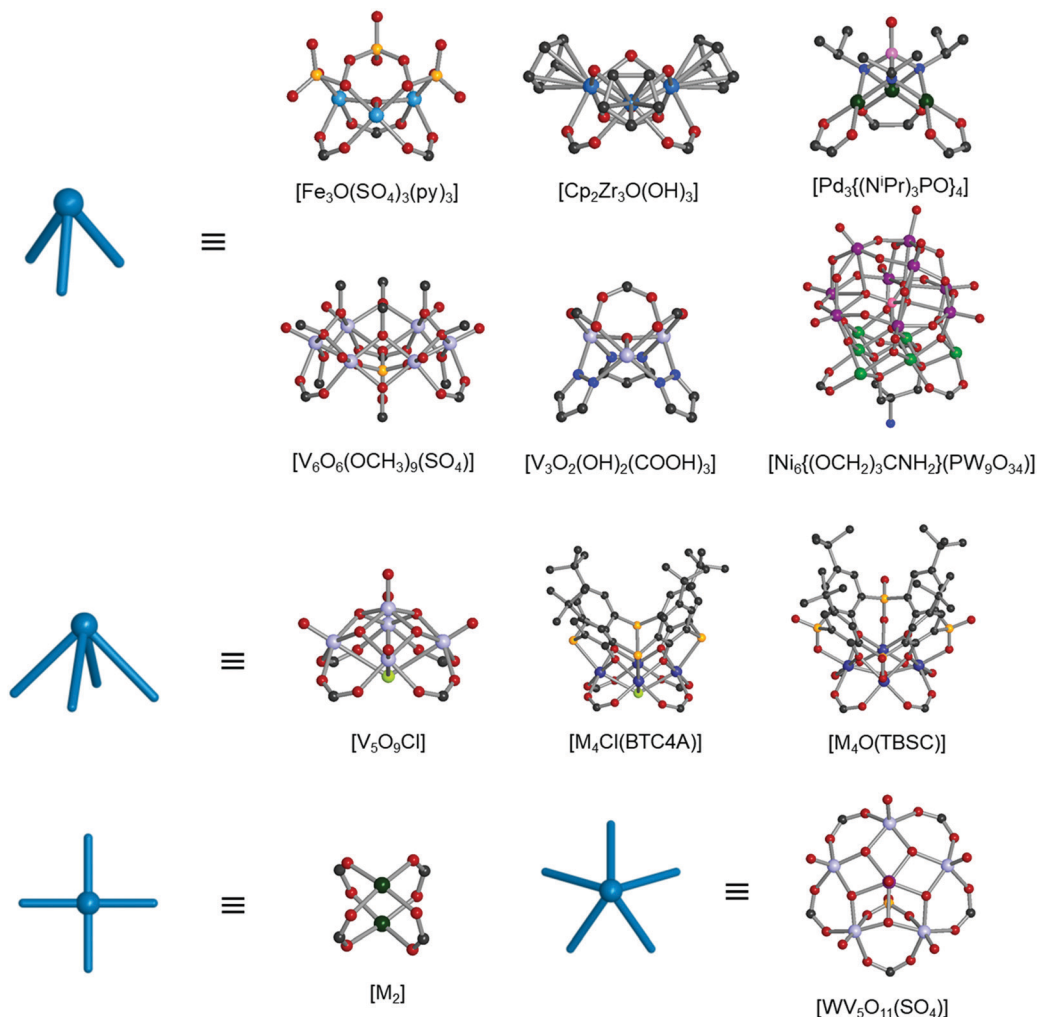 [Fe₃O(SO₄)₃(py)₃]
[Cp₂Zr₃O(OH)₃]
[Pd₃{(NⁱPr)₃PO}₄]
≡
[V₆O₆(OCH₃)₉(SO₄)]
[V₃O₂(OH)₂(COOH)₃]
[Ni₆{(OCH₂)₃CNH₂}(PW₉O₃₄)]
≡
[V₅O₉Cl]
[M₄Cl(BTC4A)]
[M₄O(TBSC)]
≡
≡
[M₂]
[WV₅O₁₁(SO₄)]